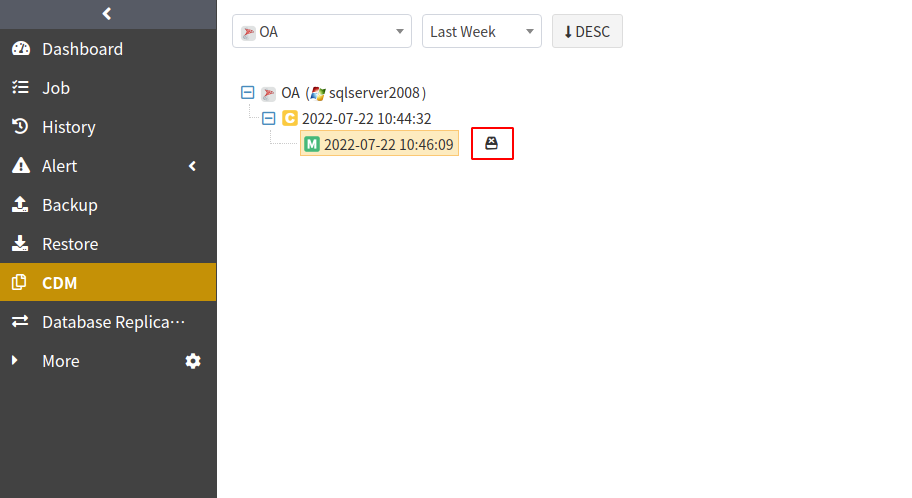 Dashboard
Job
History
Alert
Backup
Restore
CDM
Database Replica···
More
OA
Last Week
DESC
OA (sqlserver2008)
C 2022-07-22 10:44:32
M 2022-07-22 10:46:09